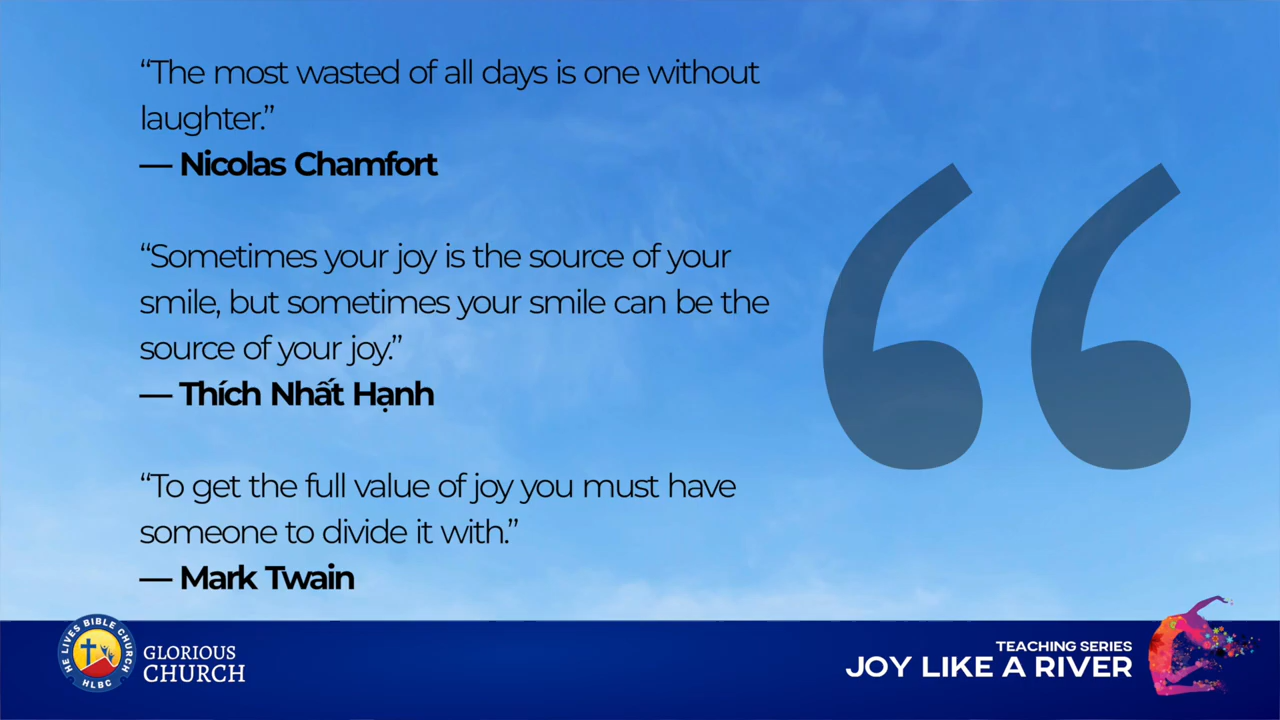 “The most wasted of all days is one without
laughter.”
— Nicolas Chamfort
“Sometimes your joy is the source of your
smile, but sometimes your smile can be the
source of your joy.”
— Thích Nhất Hạnh
“To get the full value of joy you must have
someone to divide it with.”
— Mark Twain
HE LIVES BIBLE CHURCH
HLBC
GLORIOUS
CHURCH
TEACHING SERIES
JOY LIKE A RIVER